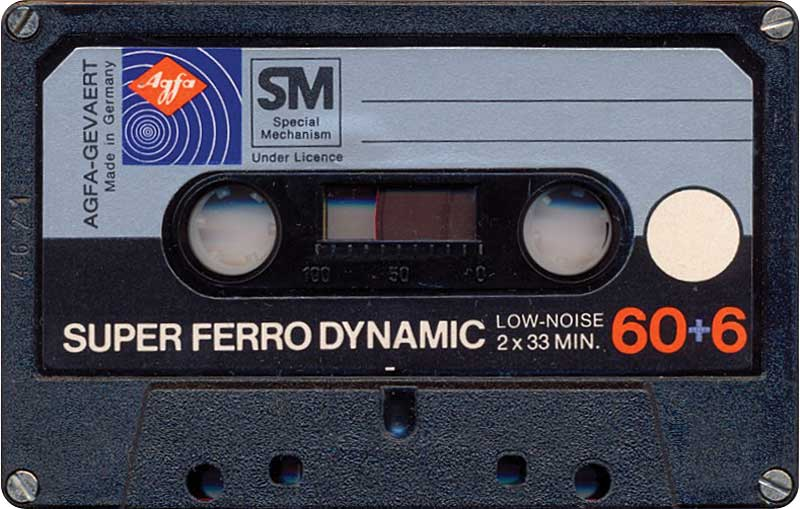 AGFA-GEVAERT
Made in Germany
Agfa
SM
Special
Mechanism
Under Licence
4621
100 50 0
SUPER FERRO DYNAMIC
LOW-NOISE
2 x 33 MIN.
60+6